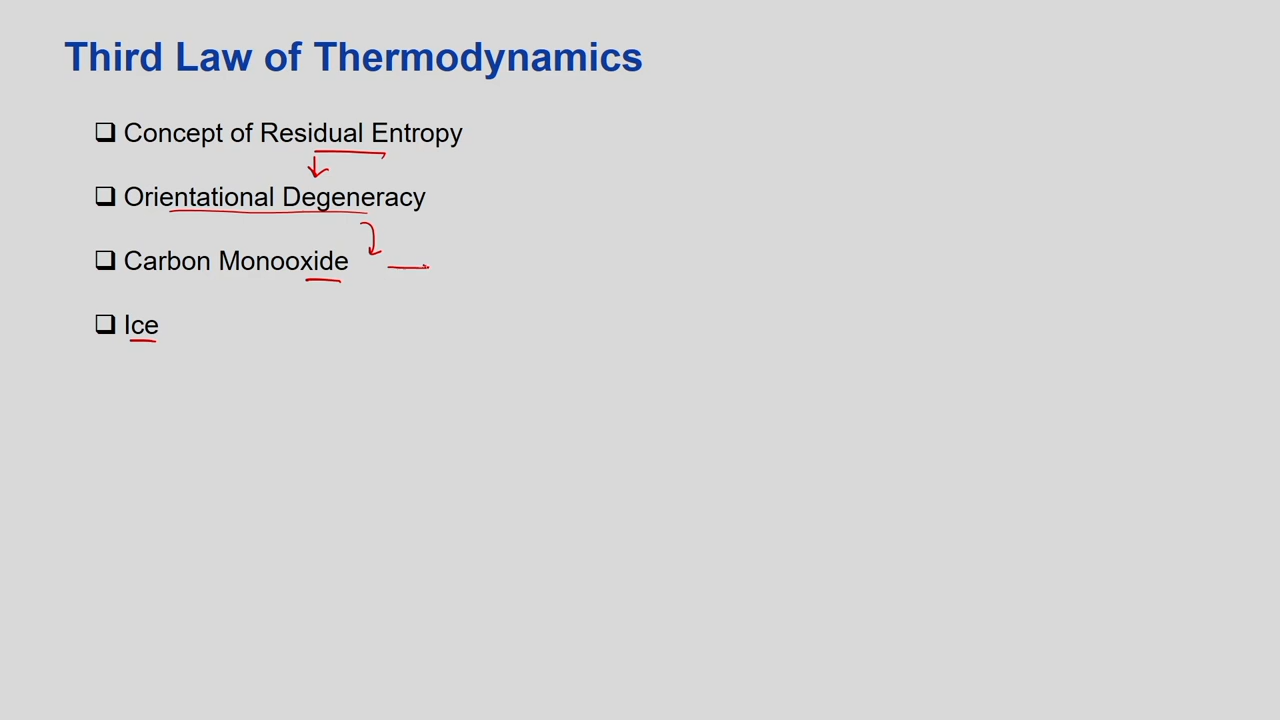 Third Law of Thermodynamics
Concept of Residual Entropy
Orientational Degeneracy
Carbon Monooxide
Ice